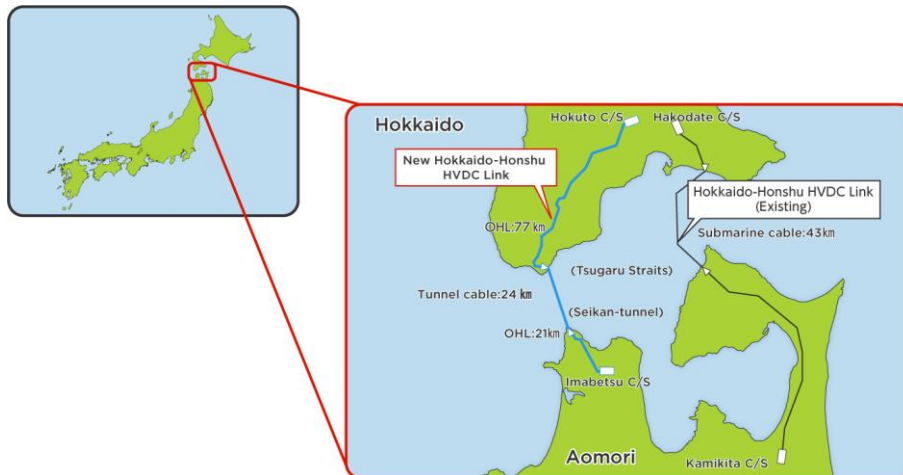 Hokkaido
Hokuto C/S
Hakodate C/S
New Hokkaido-Honshu
HVDC Link
Hokkaido-Honshu HVDC Link
(Existing)
OHL:77 km
Submarine cable:43km
(Tsugaru Straits)
Tunnel cable:24 km
(Seikan-tunnel)
OHL:21km
Imabetsu C/S
Aomori
Kamikita C/S